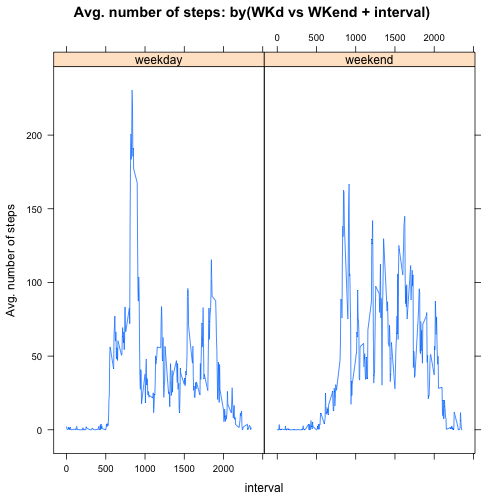 Avg. number of steps: by(WKd vs WKend + interval)
0 500 1000 1500 2000
weekday weekend
200
150
100
50
0
Avg. number of steps
0 500 1000 1500 2000
interval